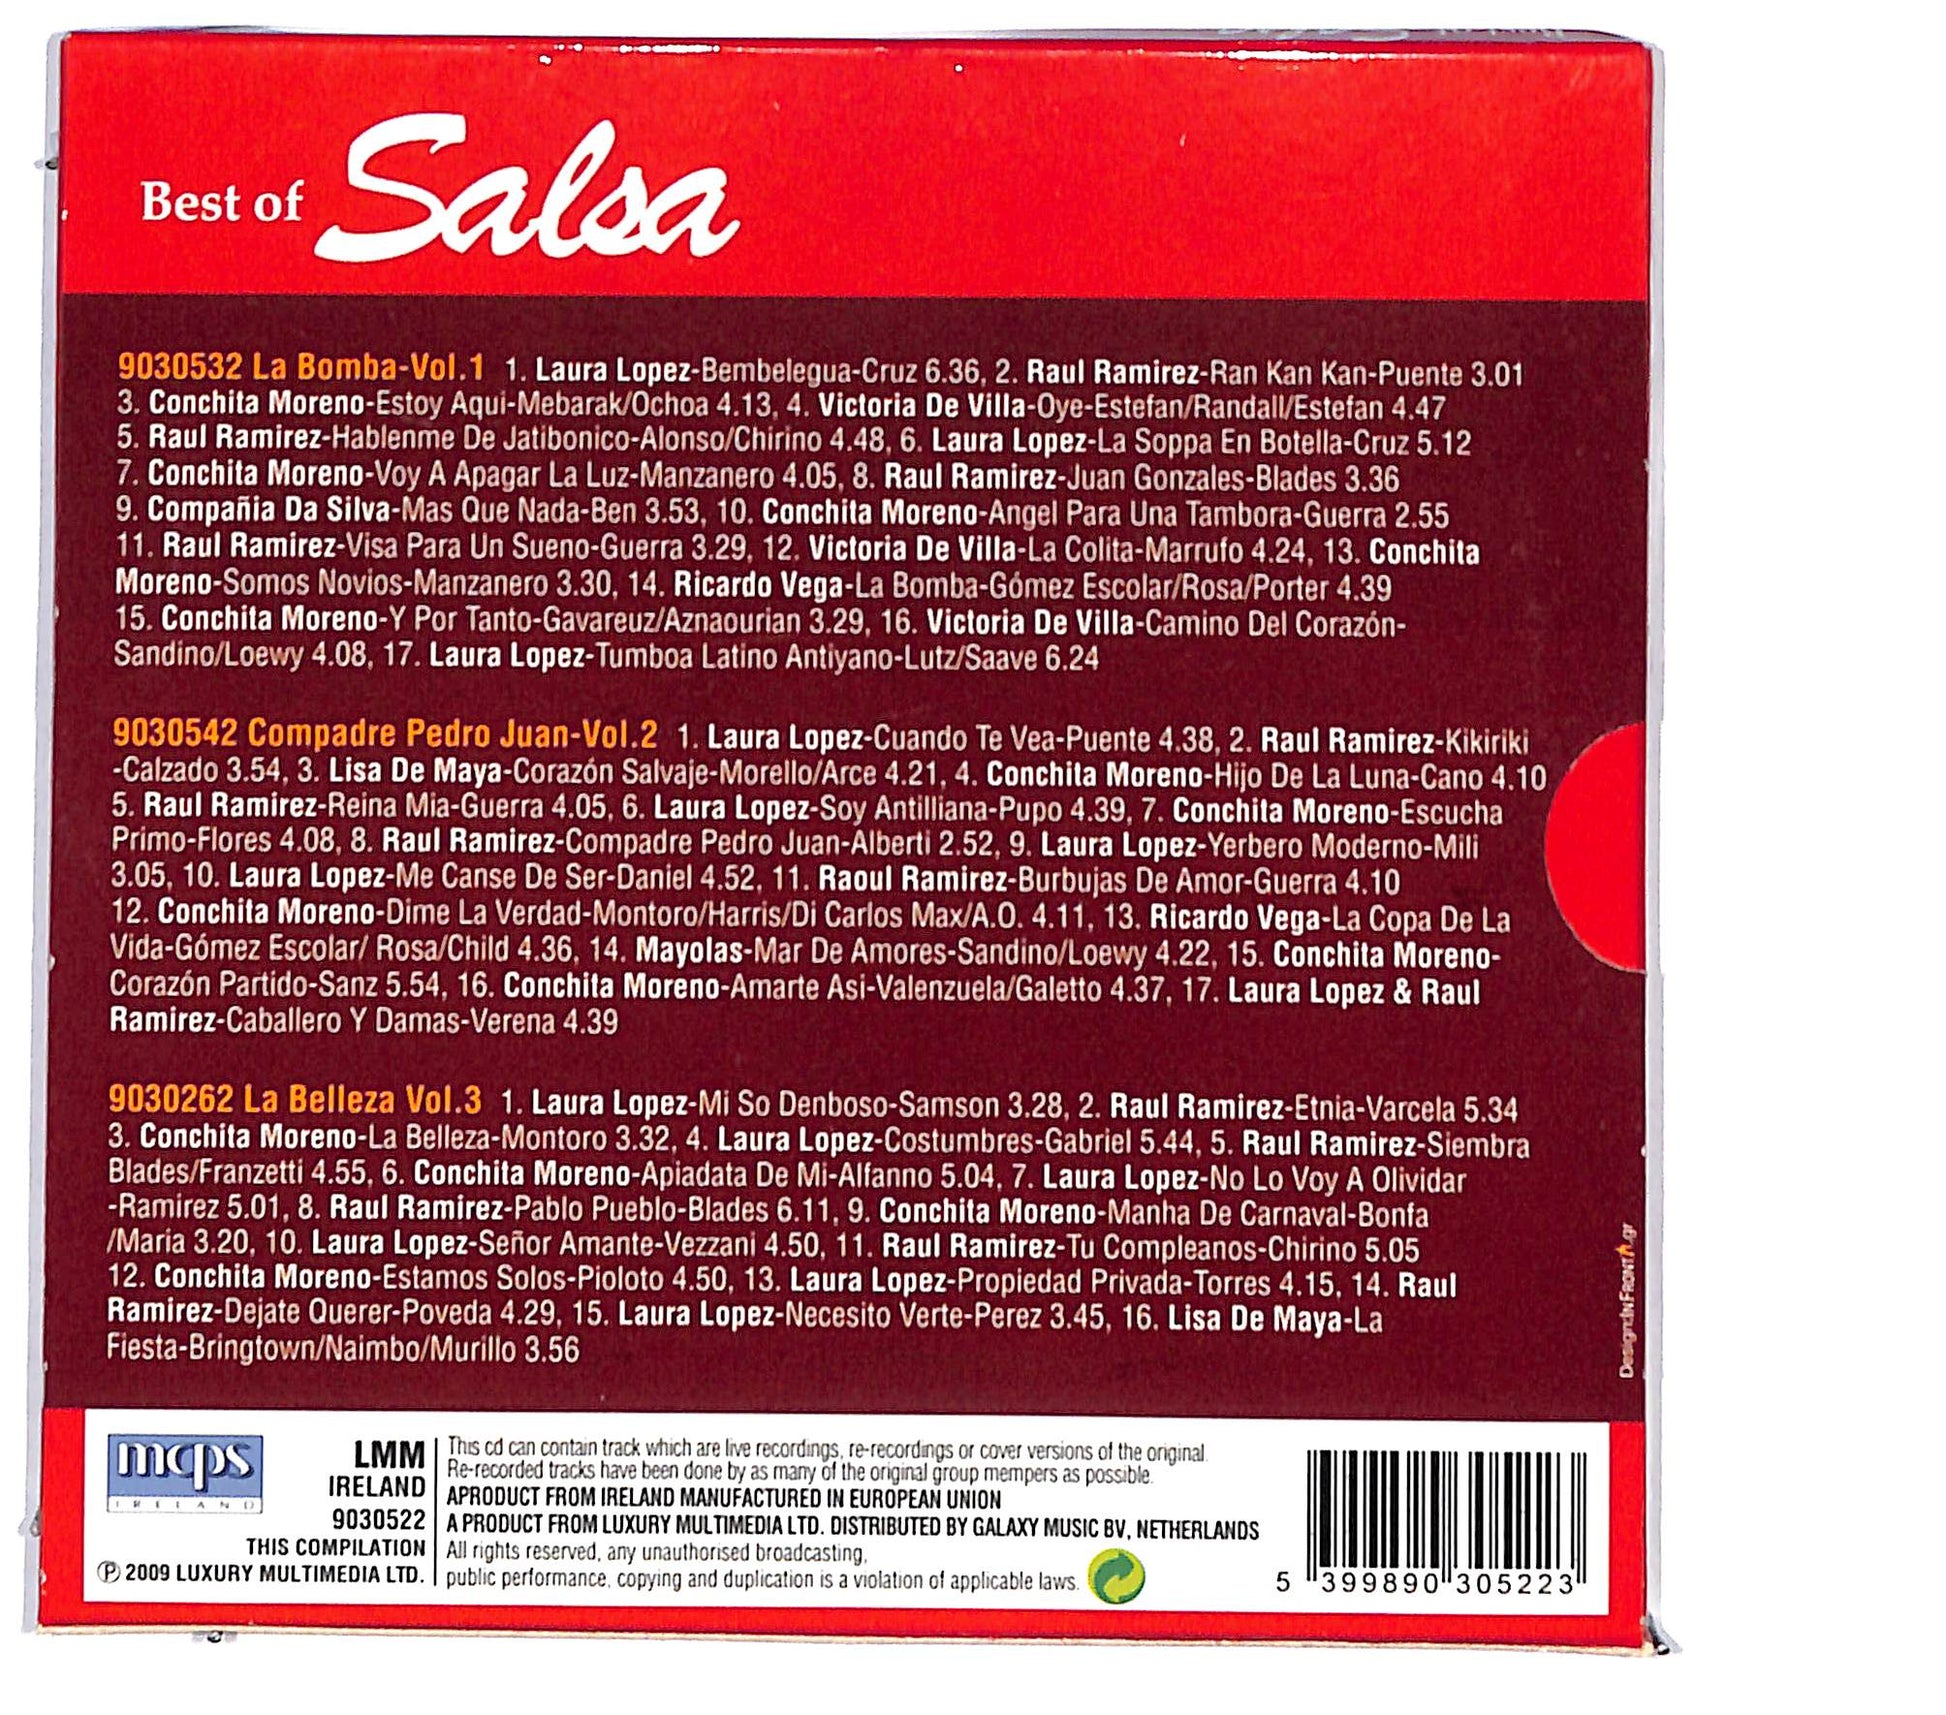 Best of Salsa
9030532 La Bomba-Vol.1 1. Laura Lopez-Bembelegua-Cruz 6.36, 2. Raul Ramirez-Ran Kan Kan-Puente 3.01
3. Conchita Moreno-Estoy Aqui-Mebarak/Ochoa 4.13, 4. Victoria De Villa-Oye-Estefan/Randall/Estefan 4.47
5. Raul Ramirez-Hablenme De Jatibonico-Alonso/Chirino 4.48, 6. Laura Lopez-La Soppa En Botella-Cruz 5.12
7. Conchita Moreno-Voy A Apagar La Luz-Manzanero 4.05, 8. Raul Ramirez-Juan Gonzales-Blades 3.36
9. Compañia Da Silva-Mas Que Nada-Ben 3.53, 10. Conchita Moreno-Angel Para Una Tambora-Guerra 2.55
11. Raul Ramirez-Visa Para Un Sueno-Guerra 3.29, 12. Victoria De Villa-La Colita-Marrufo 4.24, 13. Conchita
Moreno-Somos Novios-Manzanero 3.30, 14. Ricardo Vega-La Bomba-Gómez Escolar/Rosa/Porter 4.39
15. Conchita Moreno-Y Por Tanto-Gavareuz/Aznaourian 3.29, 16. Victoria De Villa-Camino Del Corazón-
Sandino/Loewy 4.08, 17. Laura Lopez-Tumboa Latino Antiyano-Lutz/Saave 6.24
9030542 Compadre Pedro Juan-Vol.2 1. Laura Lopez-Cuando Te Vea-Puente 4.38, 2. Raul Ramirez-Kikiriki
-Calzado 3.54, 3. Lisa De Maya-Corazón Salvaje-Morello/Arce 4.21, 4. Conchita Moreno-Hijo De La Luna-Cano 4.10
5. Raul Ramirez-Reina Mia-Guerra 4.05, 6. Laura Lopez-Soy Antilliana-Pupo 4.39, 7. Conchita Moreno-Escucha
Primo-Flores 4.08, 8. Raul Ramirez-Compadre Pedro Juan-Alberti 2.52, 9. Laura Lopez-Yerbero Moderno-Mili
3.05, 10. Laura Lopez-Me Canse De Ser-Daniel 4.52, 11. Raoul Ramirez-Burbujas De Amor-Guerra 4.10
12. Conchita Moreno-Dime La Verdad-Montoro/Harris/Di Carlos Max/A.O. 4.11, 13. Ricardo Vega-La Copa De La
Vida-Gómez Escolar/ Rosa/Child 4.36, 14. Mayolas-Mar De Amores-Sandino/Loewy 4.22, 15. Conchita Moreno-
Corazón Partido-Sanz 5.54, 16. Conchita Moreno-Amarte Asi-Valenzuela/Galetto 4.37, 17. Laura Lopez & Raul
Ramirez-Caballero Y Damas-Verena 4.39
9030262 La Belleza Vol.3 1. Laura Lopez-Mi So Denboso-Samson 3.28, 2. Raul Ramirez-Etnia-Varcela 5.34
3. Conchita Moreno-La Belleza-Montoro 3.32, 4. Laura Lopez-Costumbres-Gabriel 5.44, 5. Raul Ramirez-Siembra
Blades/Franzetti 4.55, 6. Conchita Moreno-Apiadata De Mi-Alfanno 5.04, 7. Laura Lopez-No Lo Voy A Olividar
-Ramirez 5.01, 8. Raul Ramirez-Pablo Pueblo-Blades 6.11, 9. Conchita Moreno-Manha De Carnaval-Bonfa
/Maria 3.20, 10. Laura Lopez-Señor Amante-Vezzani 4.50, 11. Raul Ramirez-Tu Compleanos-Chirino 5.05
12. Conchita Moreno-Estamos Solos-Pioloto 4.50, 13. Laura Lopez-Propiedad Privada-Torres 4.15, 14. Raul
Ramirez-Dejate Querer-Poveda 4.29, 15. Laura Lopez-Necesito Verte-Perez 3.45, 16. Lisa De Maya-La
Fiesta-Bringtown/Naimbo/Murillo 3.56
mcps
IRELAND
LMM
IRELAND
9030522
THIS COMPILATION
℗ 2009 LUXURY MULTIMEDIA LTD.
This cd can contain track which are live recordings, re-recordings or cover versions of the original.
Re-recorded tracks have been done by as many of the original group mempers as possible.
APRODUCT FROM IRELAND MANUFACTURED IN EUROPEAN UNION
A PRODUCT FROM LUXURY MULTIMEDIA LTD. DISTRIBUTED BY GALAXY MUSIC BV, NETHERLANDS
All rights reserved, any unauthorised broadcasting,
public performance, copying and duplication is a violation of applicable laws.
5 399890 305223